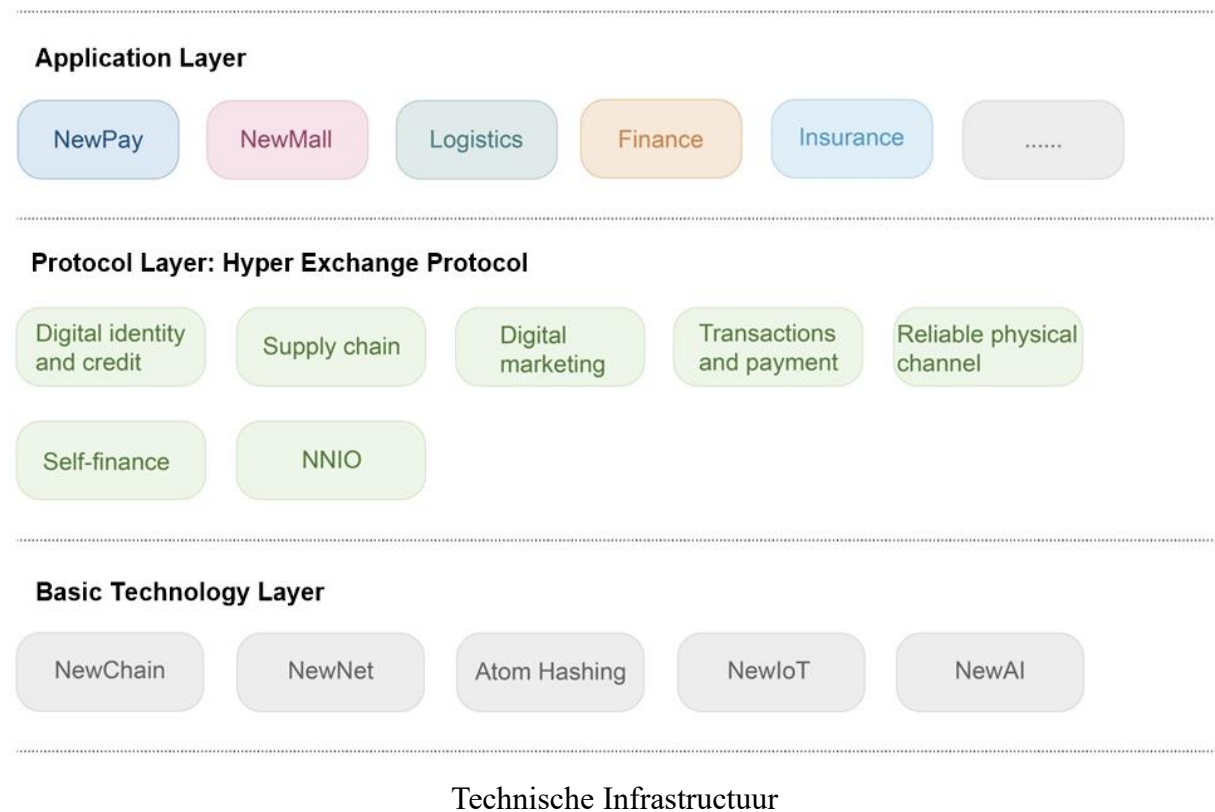 Application Layer
NewPay
NewMall
Logistics
Finance
Insurance
......
Protocol Layer: Hyper Exchange Protocol
Digital identity
and credit
Supply chain
Digital
marketing
Transactions
and payment
Reliable physical
channel
Self-finance
NNIO
Basic Technology Layer
NewChain
NewNet
Atom Hashing
NewIoT
NewAI
Technische Infrastructuur